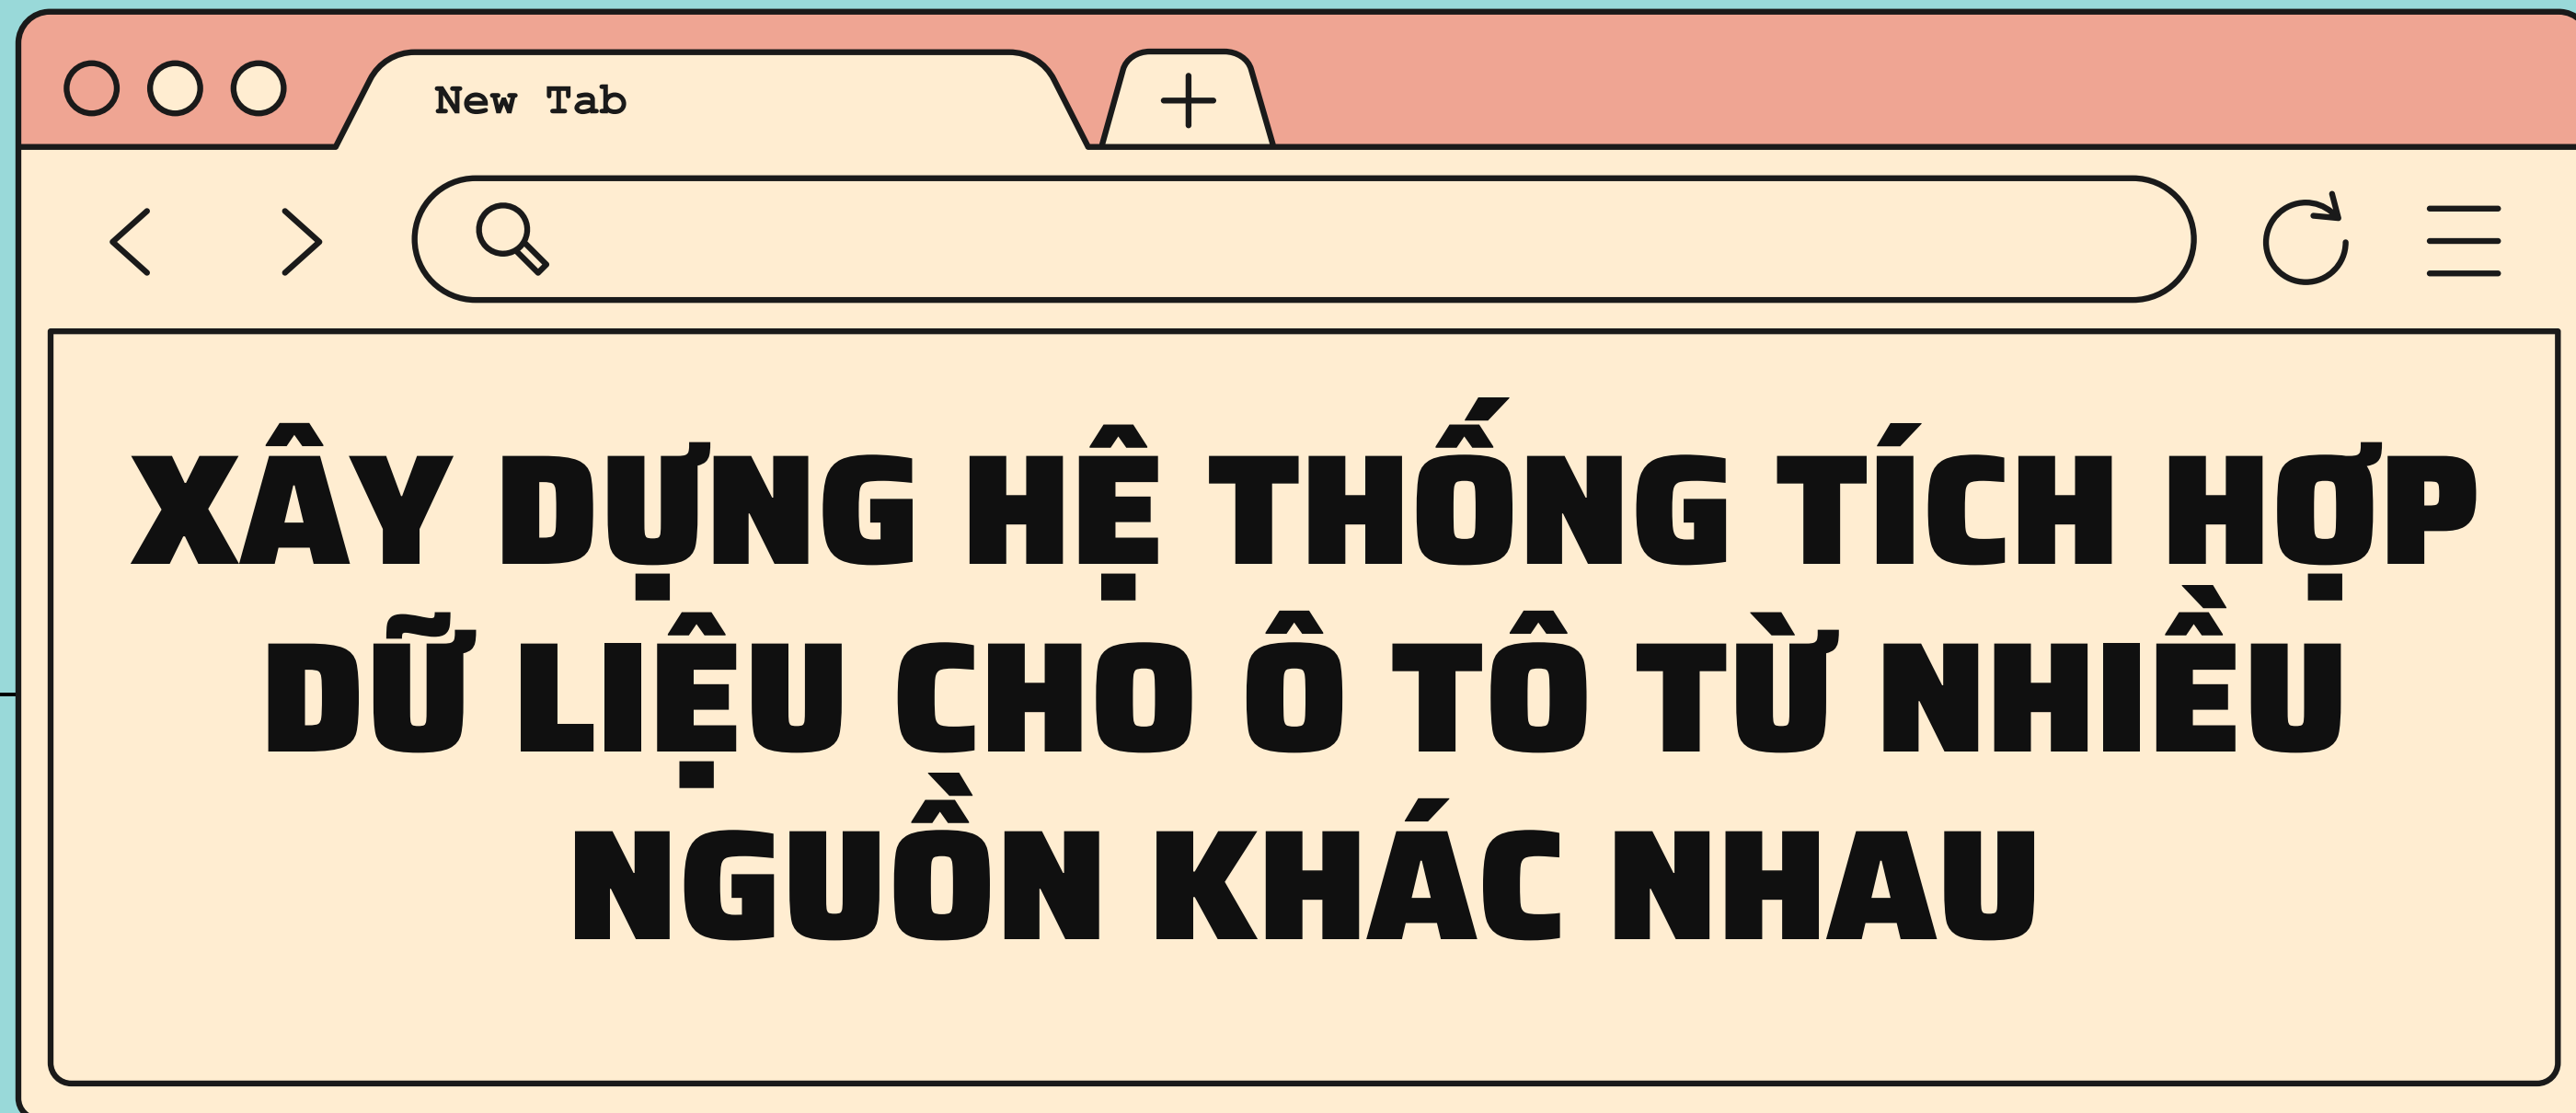 New Tab
XÂY DỰNG HỆ THỐNG TÍCH HỢP
DỮ LIỆU CHO Ô TÔ TỪ NHIỀU
NGUỒN KHÁC NHAU